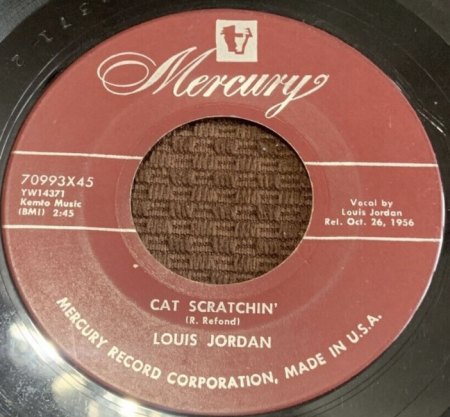 Mercury
70993X45
YW14371
Kemto Music
(BMI) 2:45
Vocal by
Louis Jordan
Rel. Oct. 26, 1956
CAT SCRATCHIN'
(R. Refond)
LOUIS JORDAN
MERCURY RECORD CORPORATION, MADE IN U.S.A.